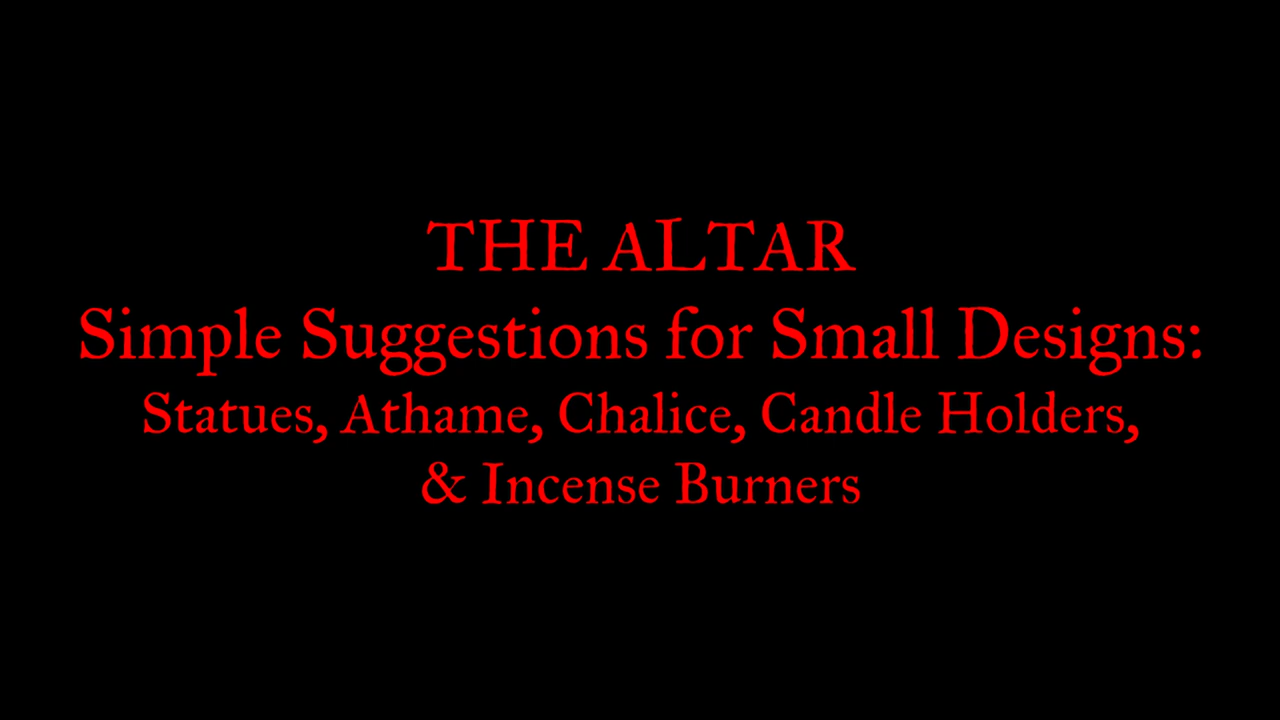 THE ALTAR
Simple Suggestions for Small Designs:
Statues, Athame, Chalice, Candle Holders,
& Incense Burners